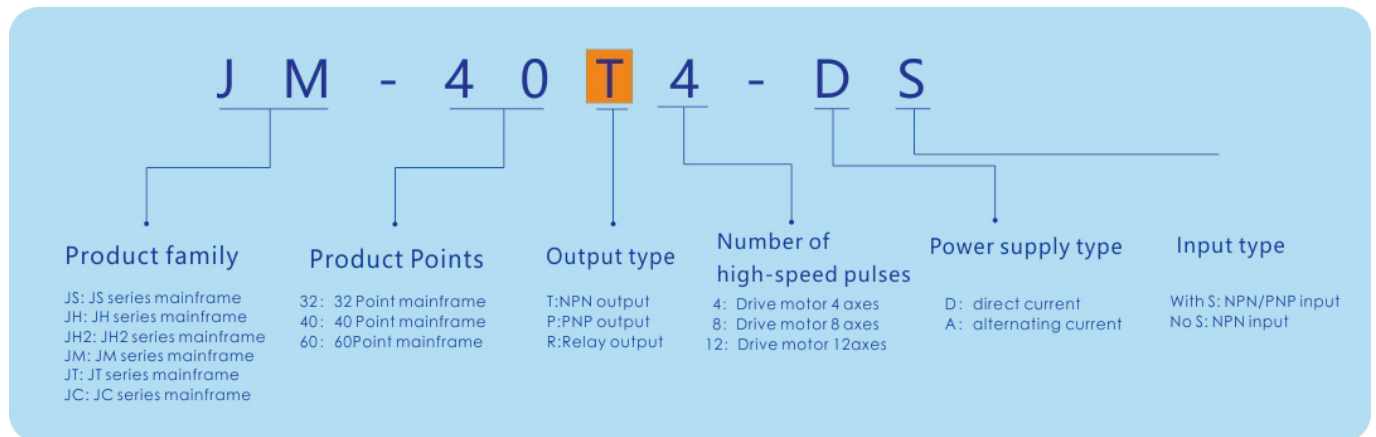 J M - 4 0 T 4 - D S
Product family
JS: JS series mainframe
JH: JH series mainframe
JH2: JH2 series mainframe
JM: JM series mainframe
JT: JT series mainframe
JC: JC series mainframe
Product Points
32: 32 Point mainframe
40: 40 Point mainframe
60: 60Point mainframe
Output type
T:NPN output
P:PNP output
R:Relay output
Number of
high-speed pulses
4: Drive motor 4 axes
8: Drive motor 8 axes
12: Drive motor 12axes
Power supply type
D: direct current
A: alternating current
Input type
With S: NPN/PNP input
No S: NPN input